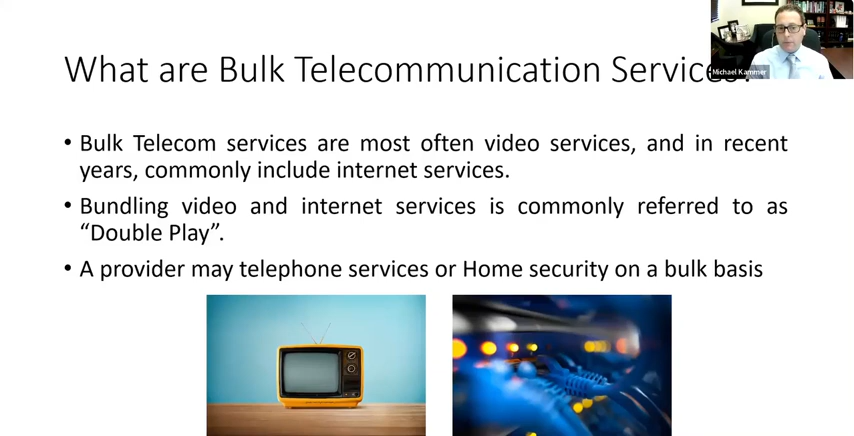 What are Bulk Telecommunication Services?
Michael Kammer
• Bulk Telecom services are most often video services, and in recent
years, commonly include internet services.
• Bundling video and internet services is commonly referred to as
“Double Play”.
• A provider may telephone services or Home security on a bulk basis